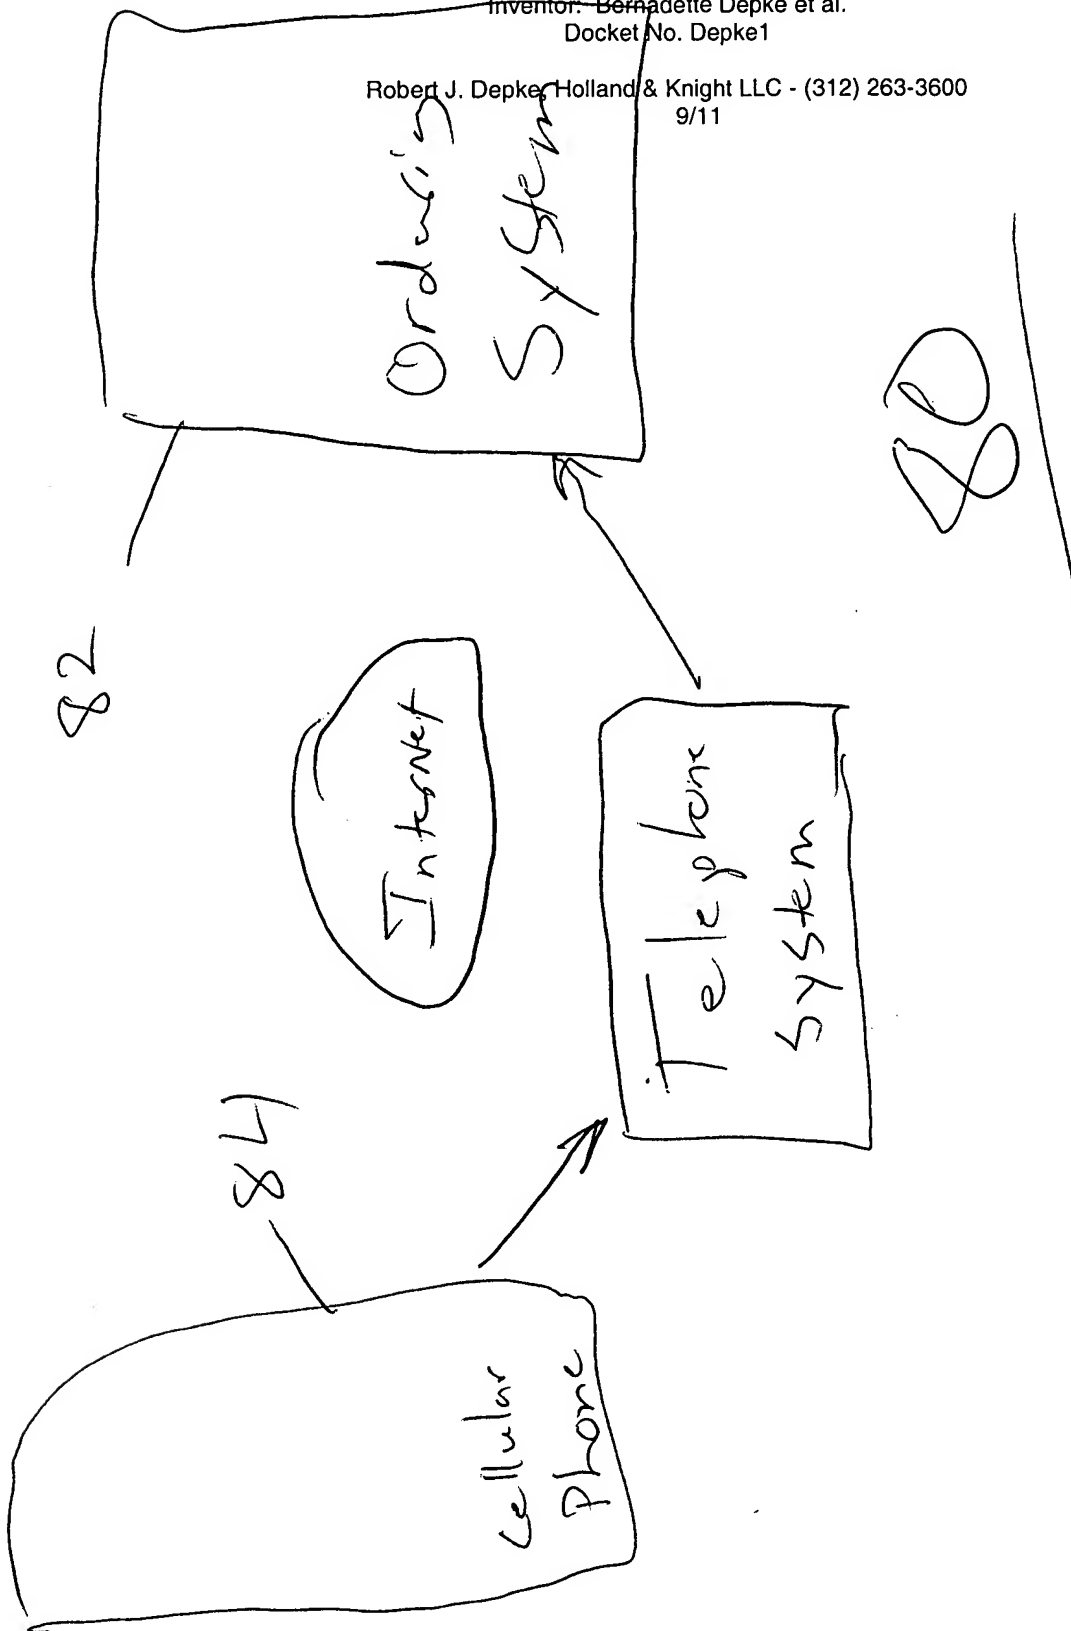 Inventor: Bernadette Depke et al.
Docket No. Depke1
Robert J. Depke, Holland & Knight LLC - (312) 263-3600
9/11
82
Ordering
System
Internet
80
84
Telephone
System
Cellular
Phone